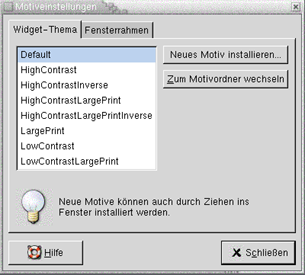 Motiveinstellungen
Widget-Thema
Fensterrahmen
Default
HighContrast
HighContrastInverse
HighContrastLargePrint
HighContrastLargePrintInverse
LargePrint
LowContrast
LowContrastLargePrint
Neues Motiv installieren...
Zum Motivordner wechseln
Neue Motive können auch durch Ziehen ins
Fenster installiert werden.
Hilfe
Schließen